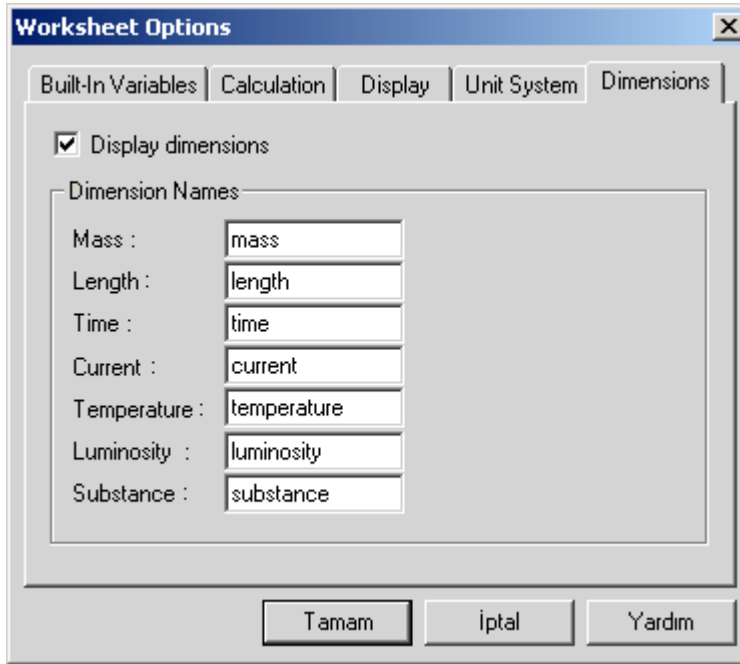 Worksheet Options
Built-In Variables Calculation Display Unit System Dimensions
Display dimensions
Dimension Names
Mass : mass
Length : length
Time : time
Current : current
Temperature : temperature
Luminosity : luminosity
Substance : substance
Tamam İptal Yardım